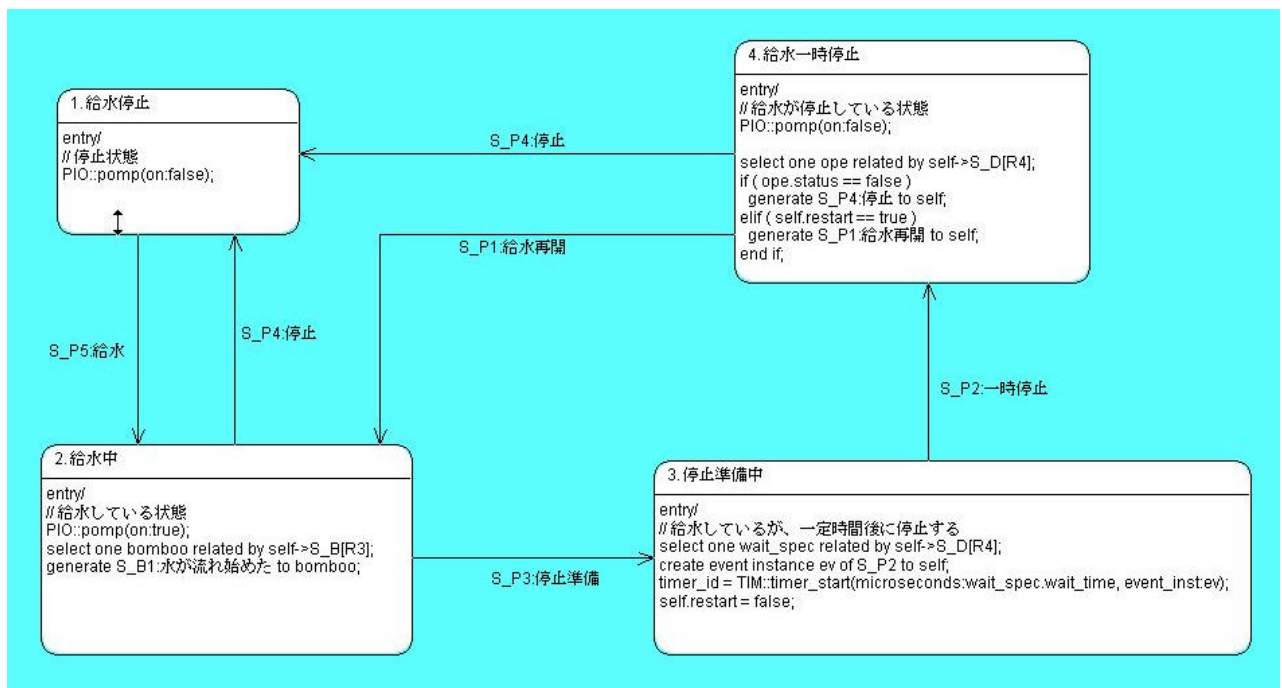 4.給水一時停止
entry/
//給水が停止している状態
PIO::pomp(on:false);
select one ope related by self->S_D[R4];
if ( ope.status == false )
generate S_P4:停止 to self;
elif ( self.restart == true )
generate S_P1:給水再開 to self;
end if;
1.給水停止
entry/
//停止状態
PIO::pomp(on:false);
S_P4:停止
S_P1:給水再開
S_P5:給水
S_P4:停止
S_P2:一時停止
2.給水中
entry/
//給水している状態
PIO::pomp(on:true);
select one bomboo related by self->S_B[R3];
generate S_B1:水が流れ始めた to bomboo;
S_P3:停止準備
3.停止準備中
entry/
//給水しているが、一定時間後に停止する
select one wait_spec related by self->S_D[R4];
create event instance ev of S_P2 to self;
timer_id = TIM::timer_start(microseconds:wait_spec.wait_time, event_inst:ev);
self.restart = false;